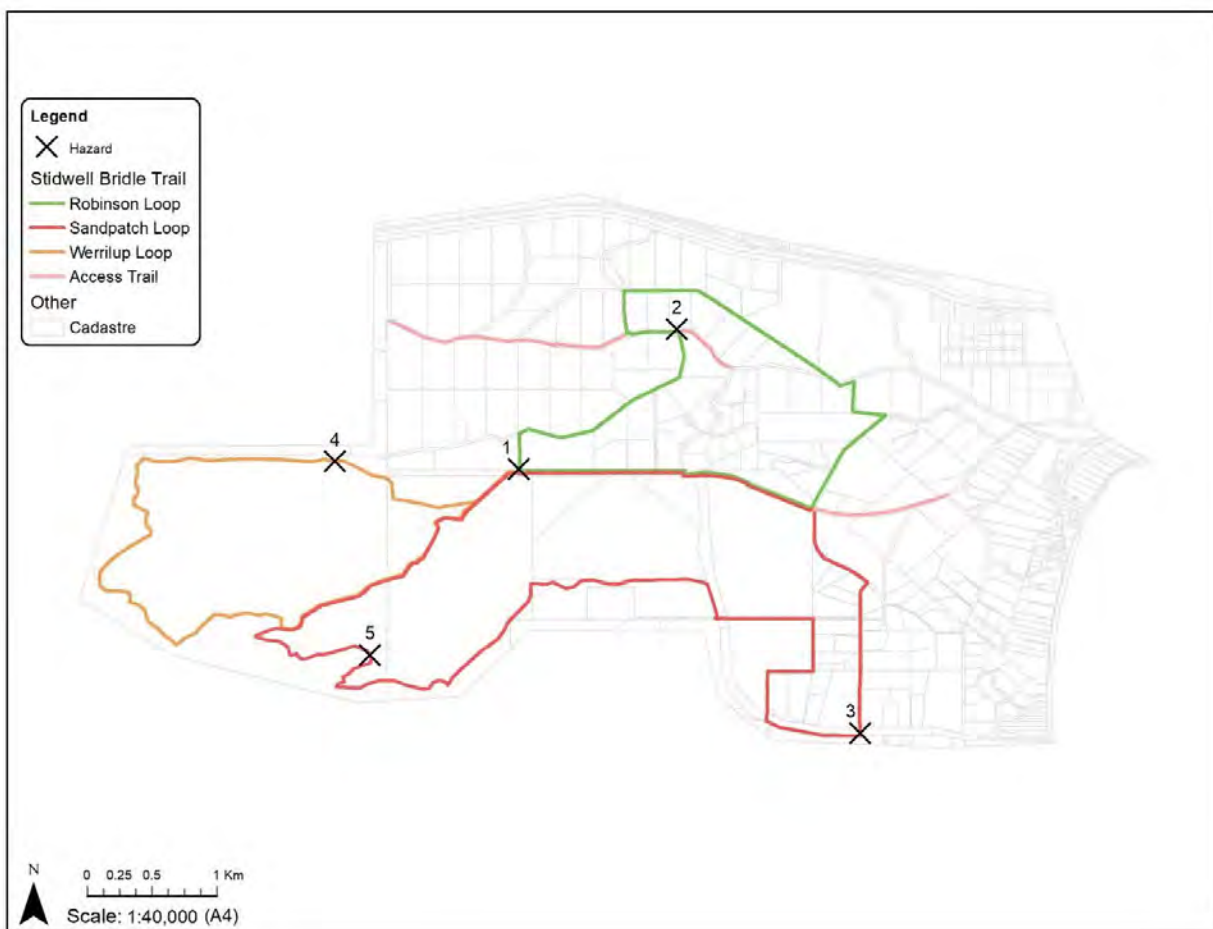 Legend
Hazard
Stidwell Bridle Trail
Robinson Loop
Sandpatch Loop
Werrilup Loop
Access Trail
Other
Cadastre
2
4
1
5
3
N
0 0.25 0.5 1 Km
Scale: 1:40,000 (A4)